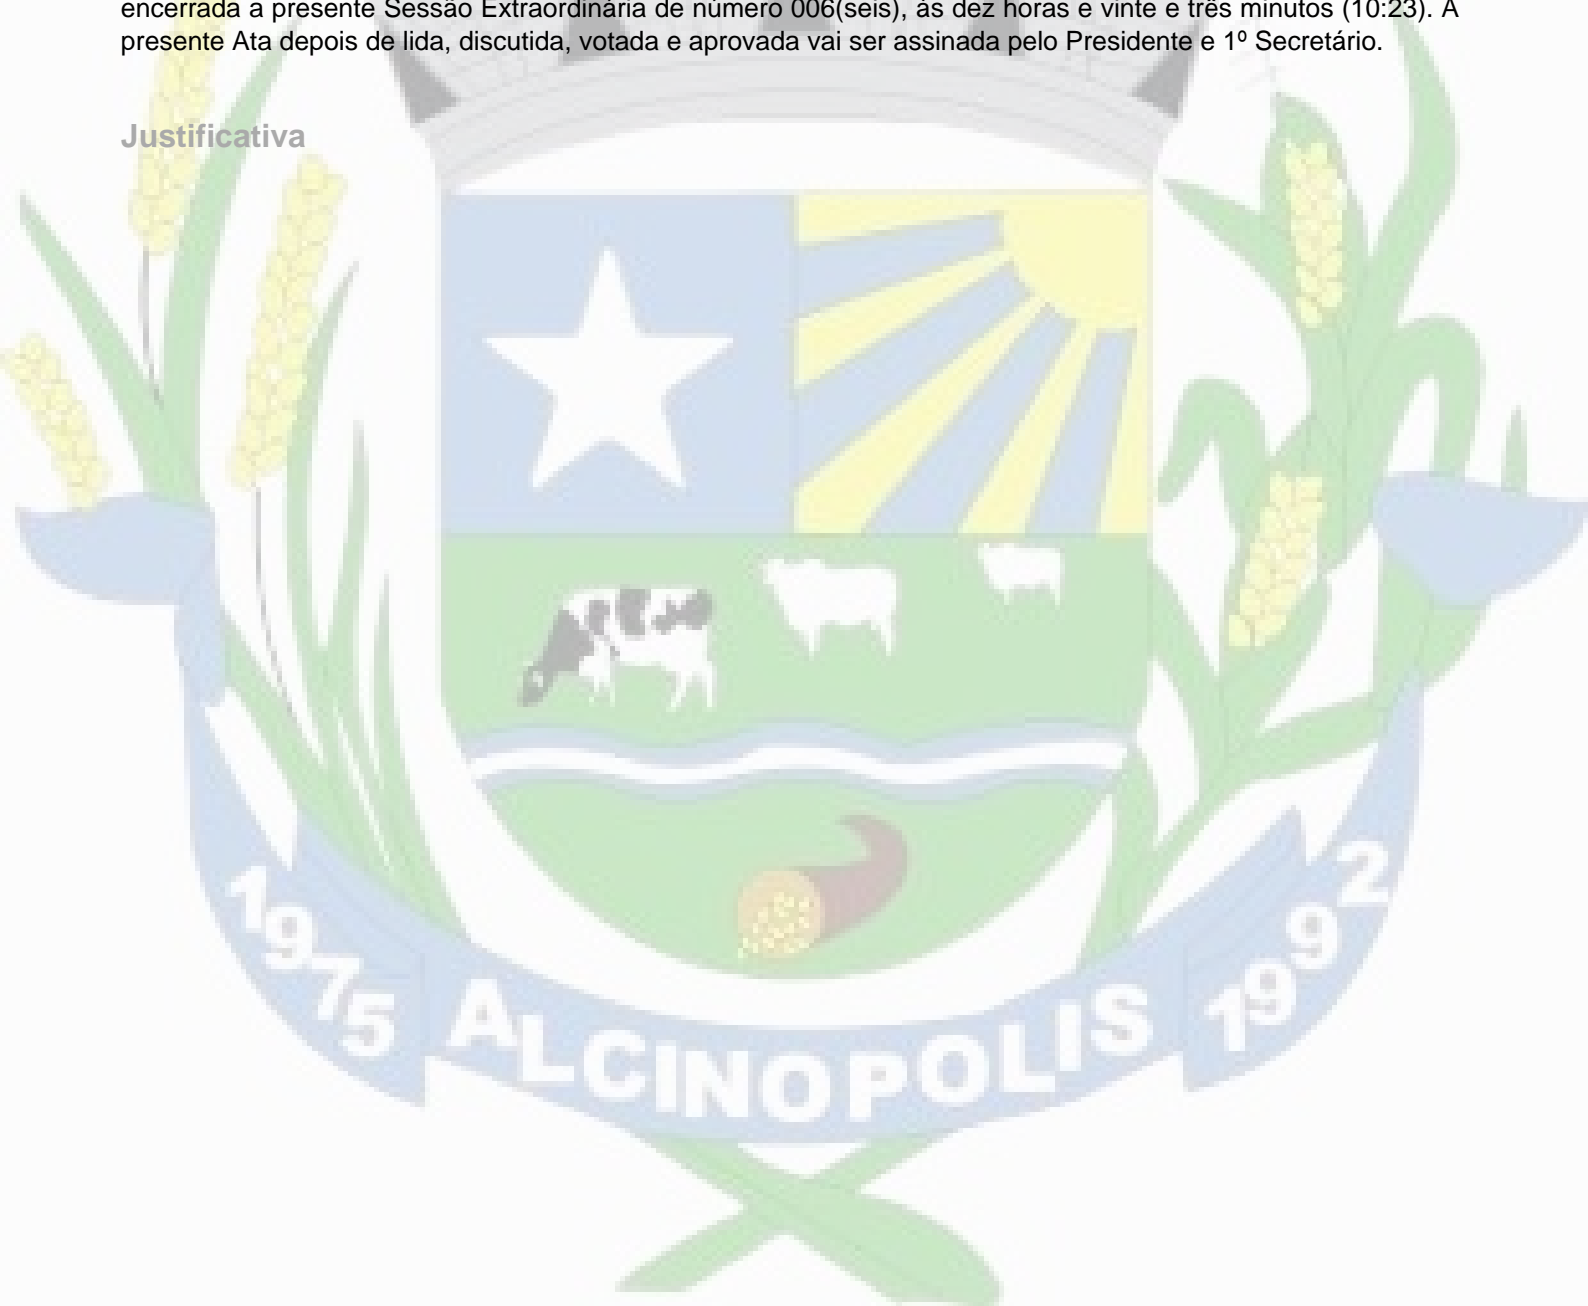 encerrada a presente Sessão Extraordinária de número 006(seis), às dez horas e vinte e três minutos (10:23). A
presente Ata depois de lida, discutida, votada e aprovada vai ser assinada pelo Presidente e 1º Secretário.
Justificativa
1975 ALCINOPOLIS 1992